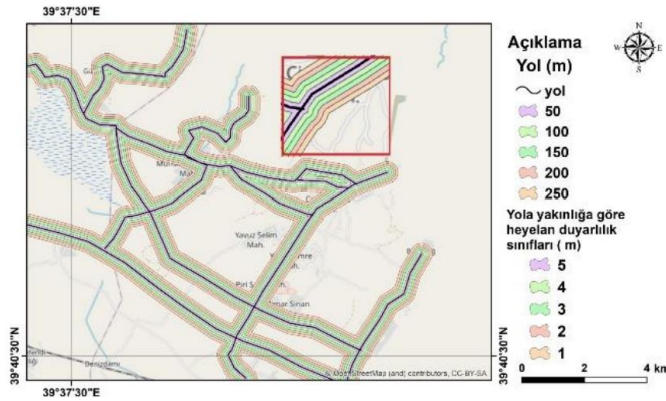 39°37'30"E
Açıklama
Yol (m)
yol
50
100
150
200
250
Yola yakınlığa göre
heyelan duyarlılık
sınıfları ( m)
5
4
3
2
1
0 2 4 km
N
W E
S
Mah.
Yavuz Selim
Mah.
Piri
Denizdamı
39°40'30"N
39°40'30"N
© OpenStreetMap (and) contributors, CC-BY-SA
39°37'30"E